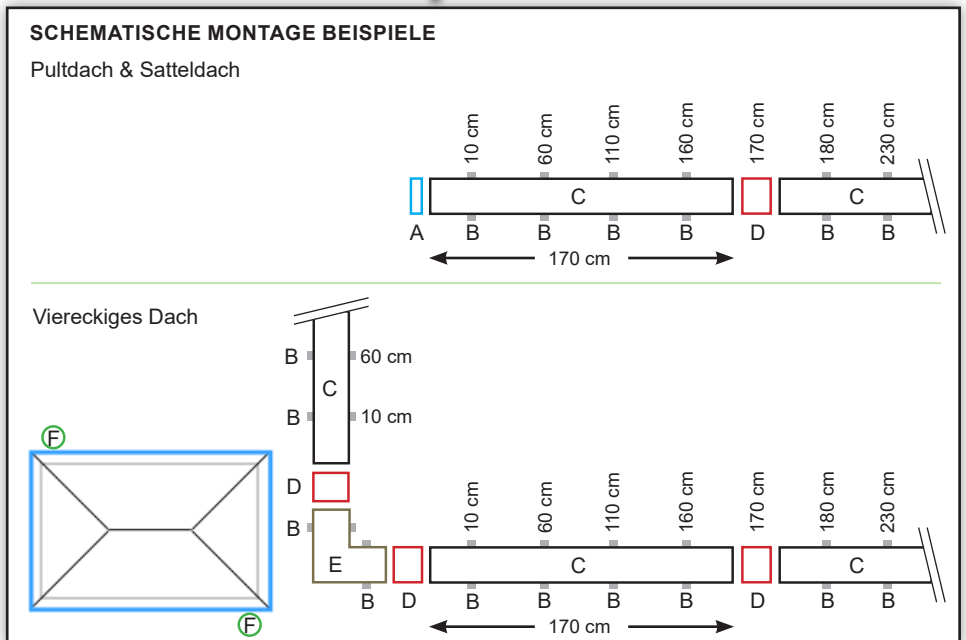 SCHEMATISCHE MONTAGE BEISPIELE
Pultdach & Satteldach
10 cm 60 cm 110 cm 160 cm 170 cm 180 cm 230 cm
C C
A B B B B D B B
170 cm
Viereckiges Dach
B 60 cm
C
B 10 cm
F
D
10 cm 60 cm 110 cm 160 cm 170 cm 180 cm 230 cm
B
E C C
B D B B B B D B B
F
170 cm